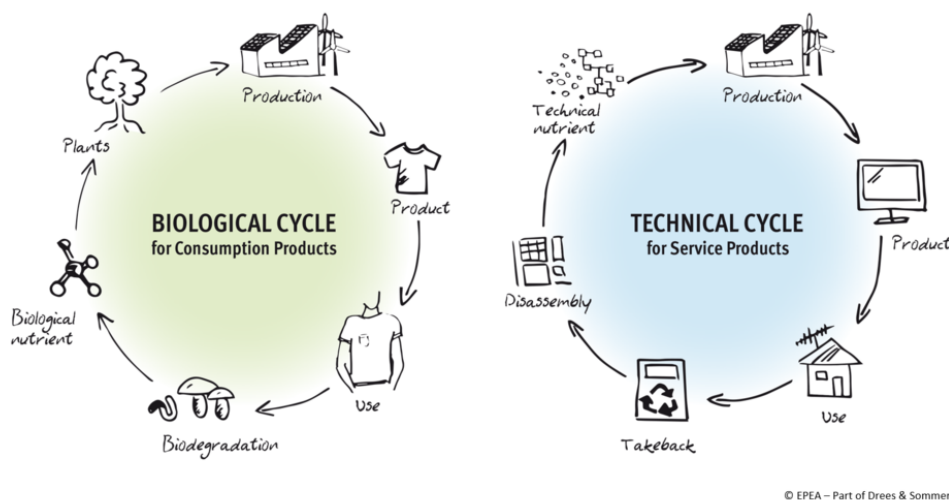 Production
Plants
Product
BIOLOGICAL CYCLE
for Consumption Products
Biological
nutrient
Use
Biodegradation
Production
Technical
nutrient
Product
TECHNICAL CYCLE
for Service Products
Disassembly
Use
Takeback
© EPEA – Part of Drees & Sommer